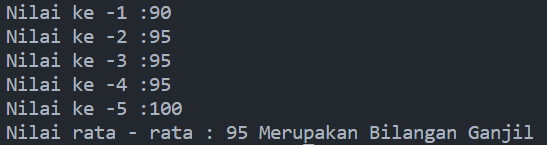 Nilai ke -1 :90
Nilai ke -2 :95
Nilai ke -3 :95
Nilai ke -4 :95
Nilai ke -5 :100
Nilai rata - rata : 95 Merupakan Bilangan Ganjil